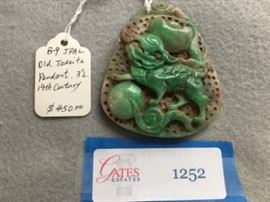 B-9 JPAL
Old Jadeite
Pendant, 3"L
19th Century
$450.00
GATES
ESTATES
1252